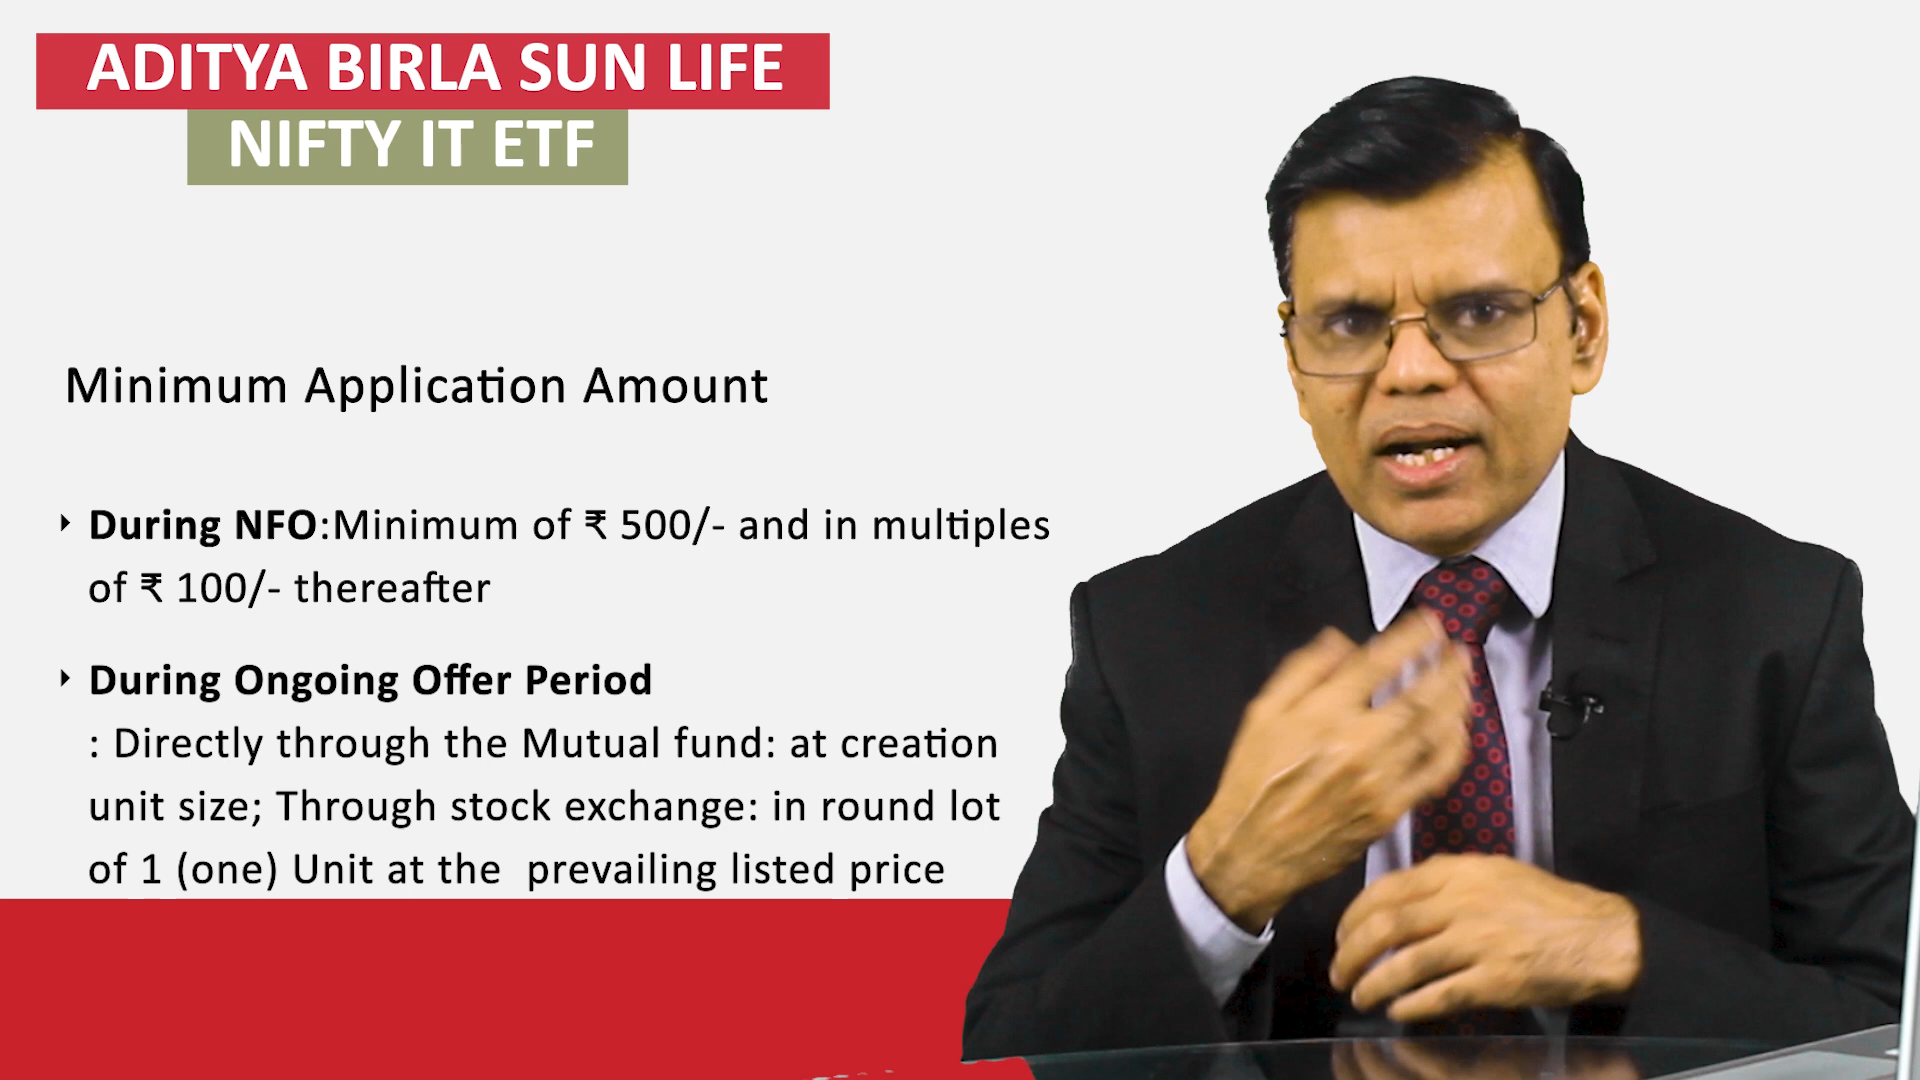 ADITYA BIRLA SUN LIFE
NIFTY IT ETF
Minimum Application Amount
‣ During NFO:Minimum of ₹ 500/- and in multiples
of ₹ 100/- thereafter
‣ During Ongoing Offer Period
: Directly through the Mutual fund: at creation
unit size; Through stock exchange: in round lot
of 1 (one) Unit at the  prevailing listed price